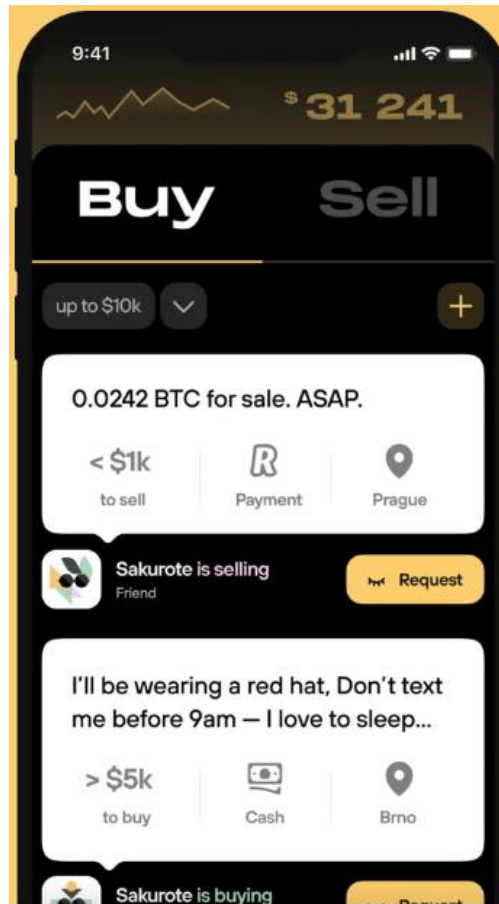 9:41
$ 31 241
Buy Sell
up to $10k
0.0242 BTC for sale. ASAP.
< $1k
to sell
Payment
Prague
Sakurote is selling
Friend
Request
I'll be wearing a red hat, Don't text
me before 9am — I love to sleep...
> $5k
to buy
Cash
Brno
Sakurote is buying
Request